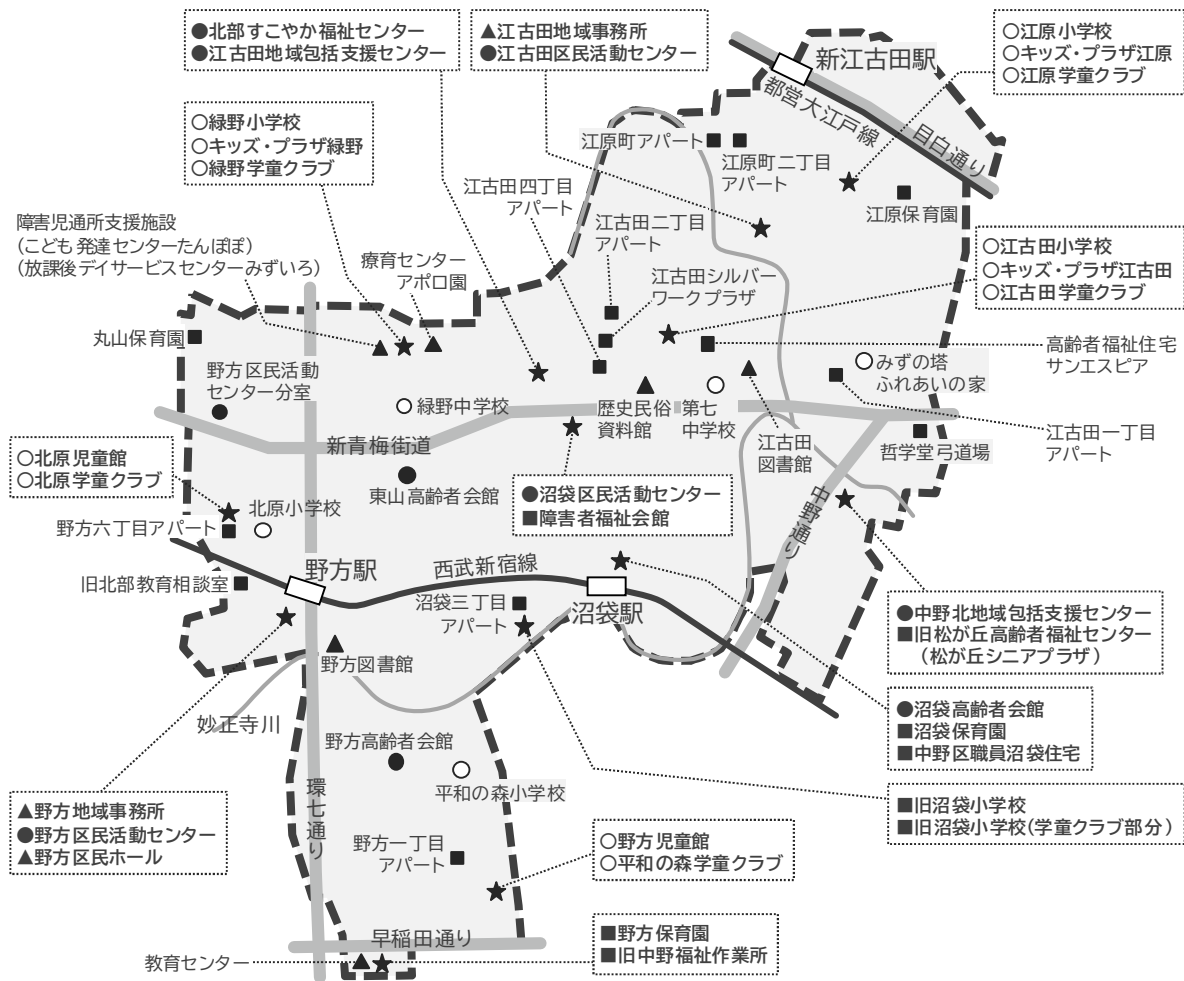 ●北部すこやか福祉センター
●江古田地域包括支援センター
▲江古田地域事務所
●江古田区民活動センター
○江原小学校
○キッズ・プラザ江原
○江原学童クラブ
新江古田駅
都営大江戸線
目白通り
○緑野小学校
○キッズ・プラザ緑野
○緑野学童クラブ
江原町アパート
江原町二丁目
アパート
江原保育園
江古田四丁目
アパート
江古田二丁目
アパート
障害児通所支援施設
(こども発達センターたんぽぽ)
(放課後デイサービスセンターみずいろ)
療育センター
アポロ園
江古田シルバー
ワークプラザ
○江古田小学校
○キッズ・プラザ江古田
○江古田学童クラブ
丸山保育園
高齢者福祉住宅
サンエスピア
野方区民活動
センター分室
みずの塔
ふれあいの家
緑野中学校
歴史民俗
資料館
第七
中学校
江古田
図書館
江古田一丁目
アパート
新青梅街道
哲学堂弓道場
○北原児童館
○北原学童クラブ
東山高齢者会館
●沼袋区民活動センター
■障害者福祉会館
中野通り
北原小学校
野方六丁目アパート
野方駅
西武新宿線
旧北部教育相談室
沼袋三丁目
アパート
沼袋駅
●中野北地域包括支援センター
■旧松が丘高齢者福祉センター
(松が丘シニアプラザ)
野方図書館
妙正寺川
●沼袋高齢者会館
■沼袋保育園
■中野区職員沼袋住宅
野方高齢者会館
平和の森小学校
環七通り
■旧沼袋小学校
■旧沼袋小学校(学童クラブ部分)
▲野方地域事務所
●野方区民活動センター
▲野方区民ホール
野方一丁目
アパート
○野方児童館
○平和の森学童クラブ
早稲田通り
■野方保育園
■旧中野福祉作業所
教育センター